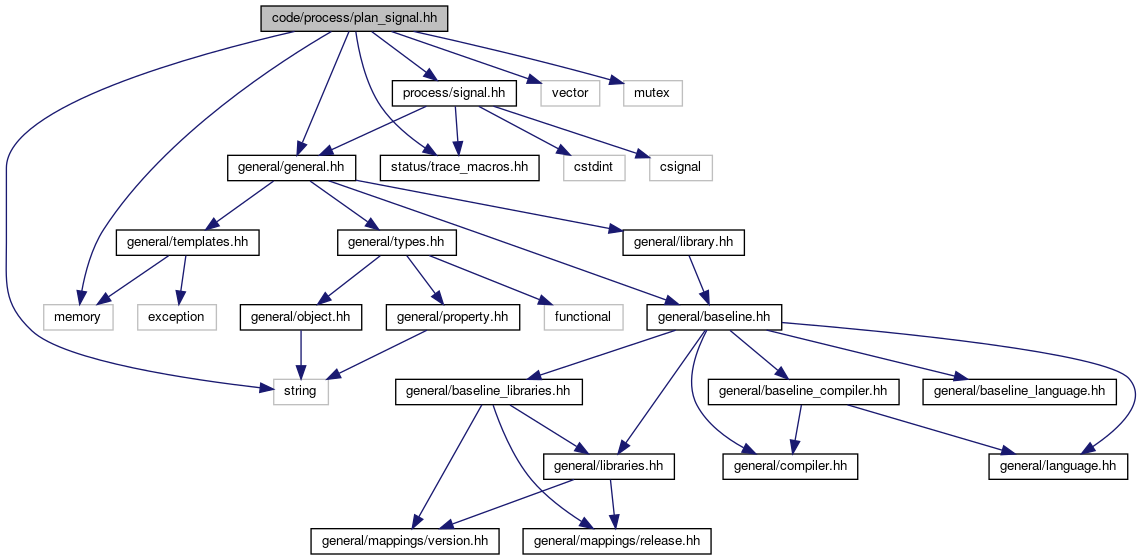 code/process/plan_signal.hh
process/signal.hh
vector
mutex
general/general.hh
status/trace_macros.hh
cstdint
csignal
general/templates.hh
general/types.hh
general/library.hh
memory
exception
general/object.hh
general/property.hh
functional
general/baseline.hh
string
general/baseline_libraries.hh
general/baseline_compiler.hh
general/baseline_language.hh
general/libraries.hh
general/compiler.hh
general/language.hh
general/mappings/version.hh
general/mappings/release.hh